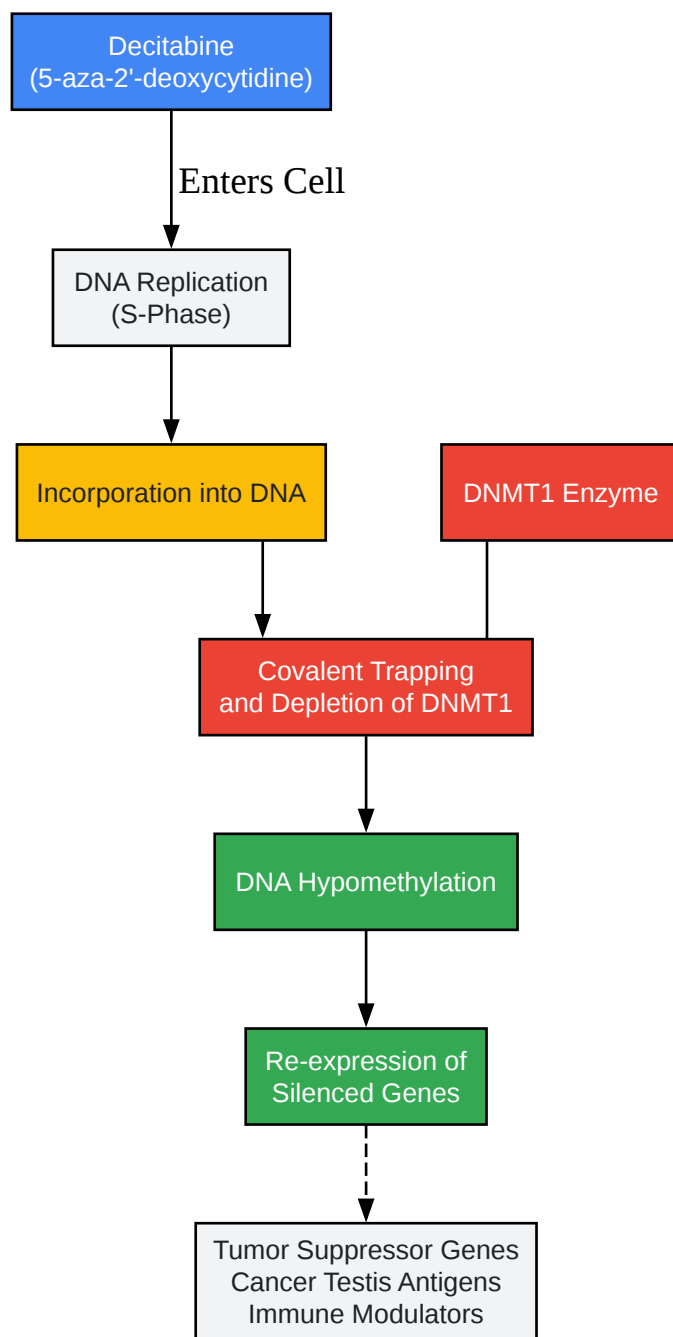 Decitabine
(5-aza-2'-deoxycytidine)
Enters Cell
DNA Replication
(S-Phase)
Incorporation into DNA
DNMT1 Enzyme
Covalent Trapping
and Depletion of DNMT1
DNA Hypomethylation
Re-expression of
Silenced Genes
Tumor Suppressor Genes
Cancer Testis Antigens
Immune Modulators